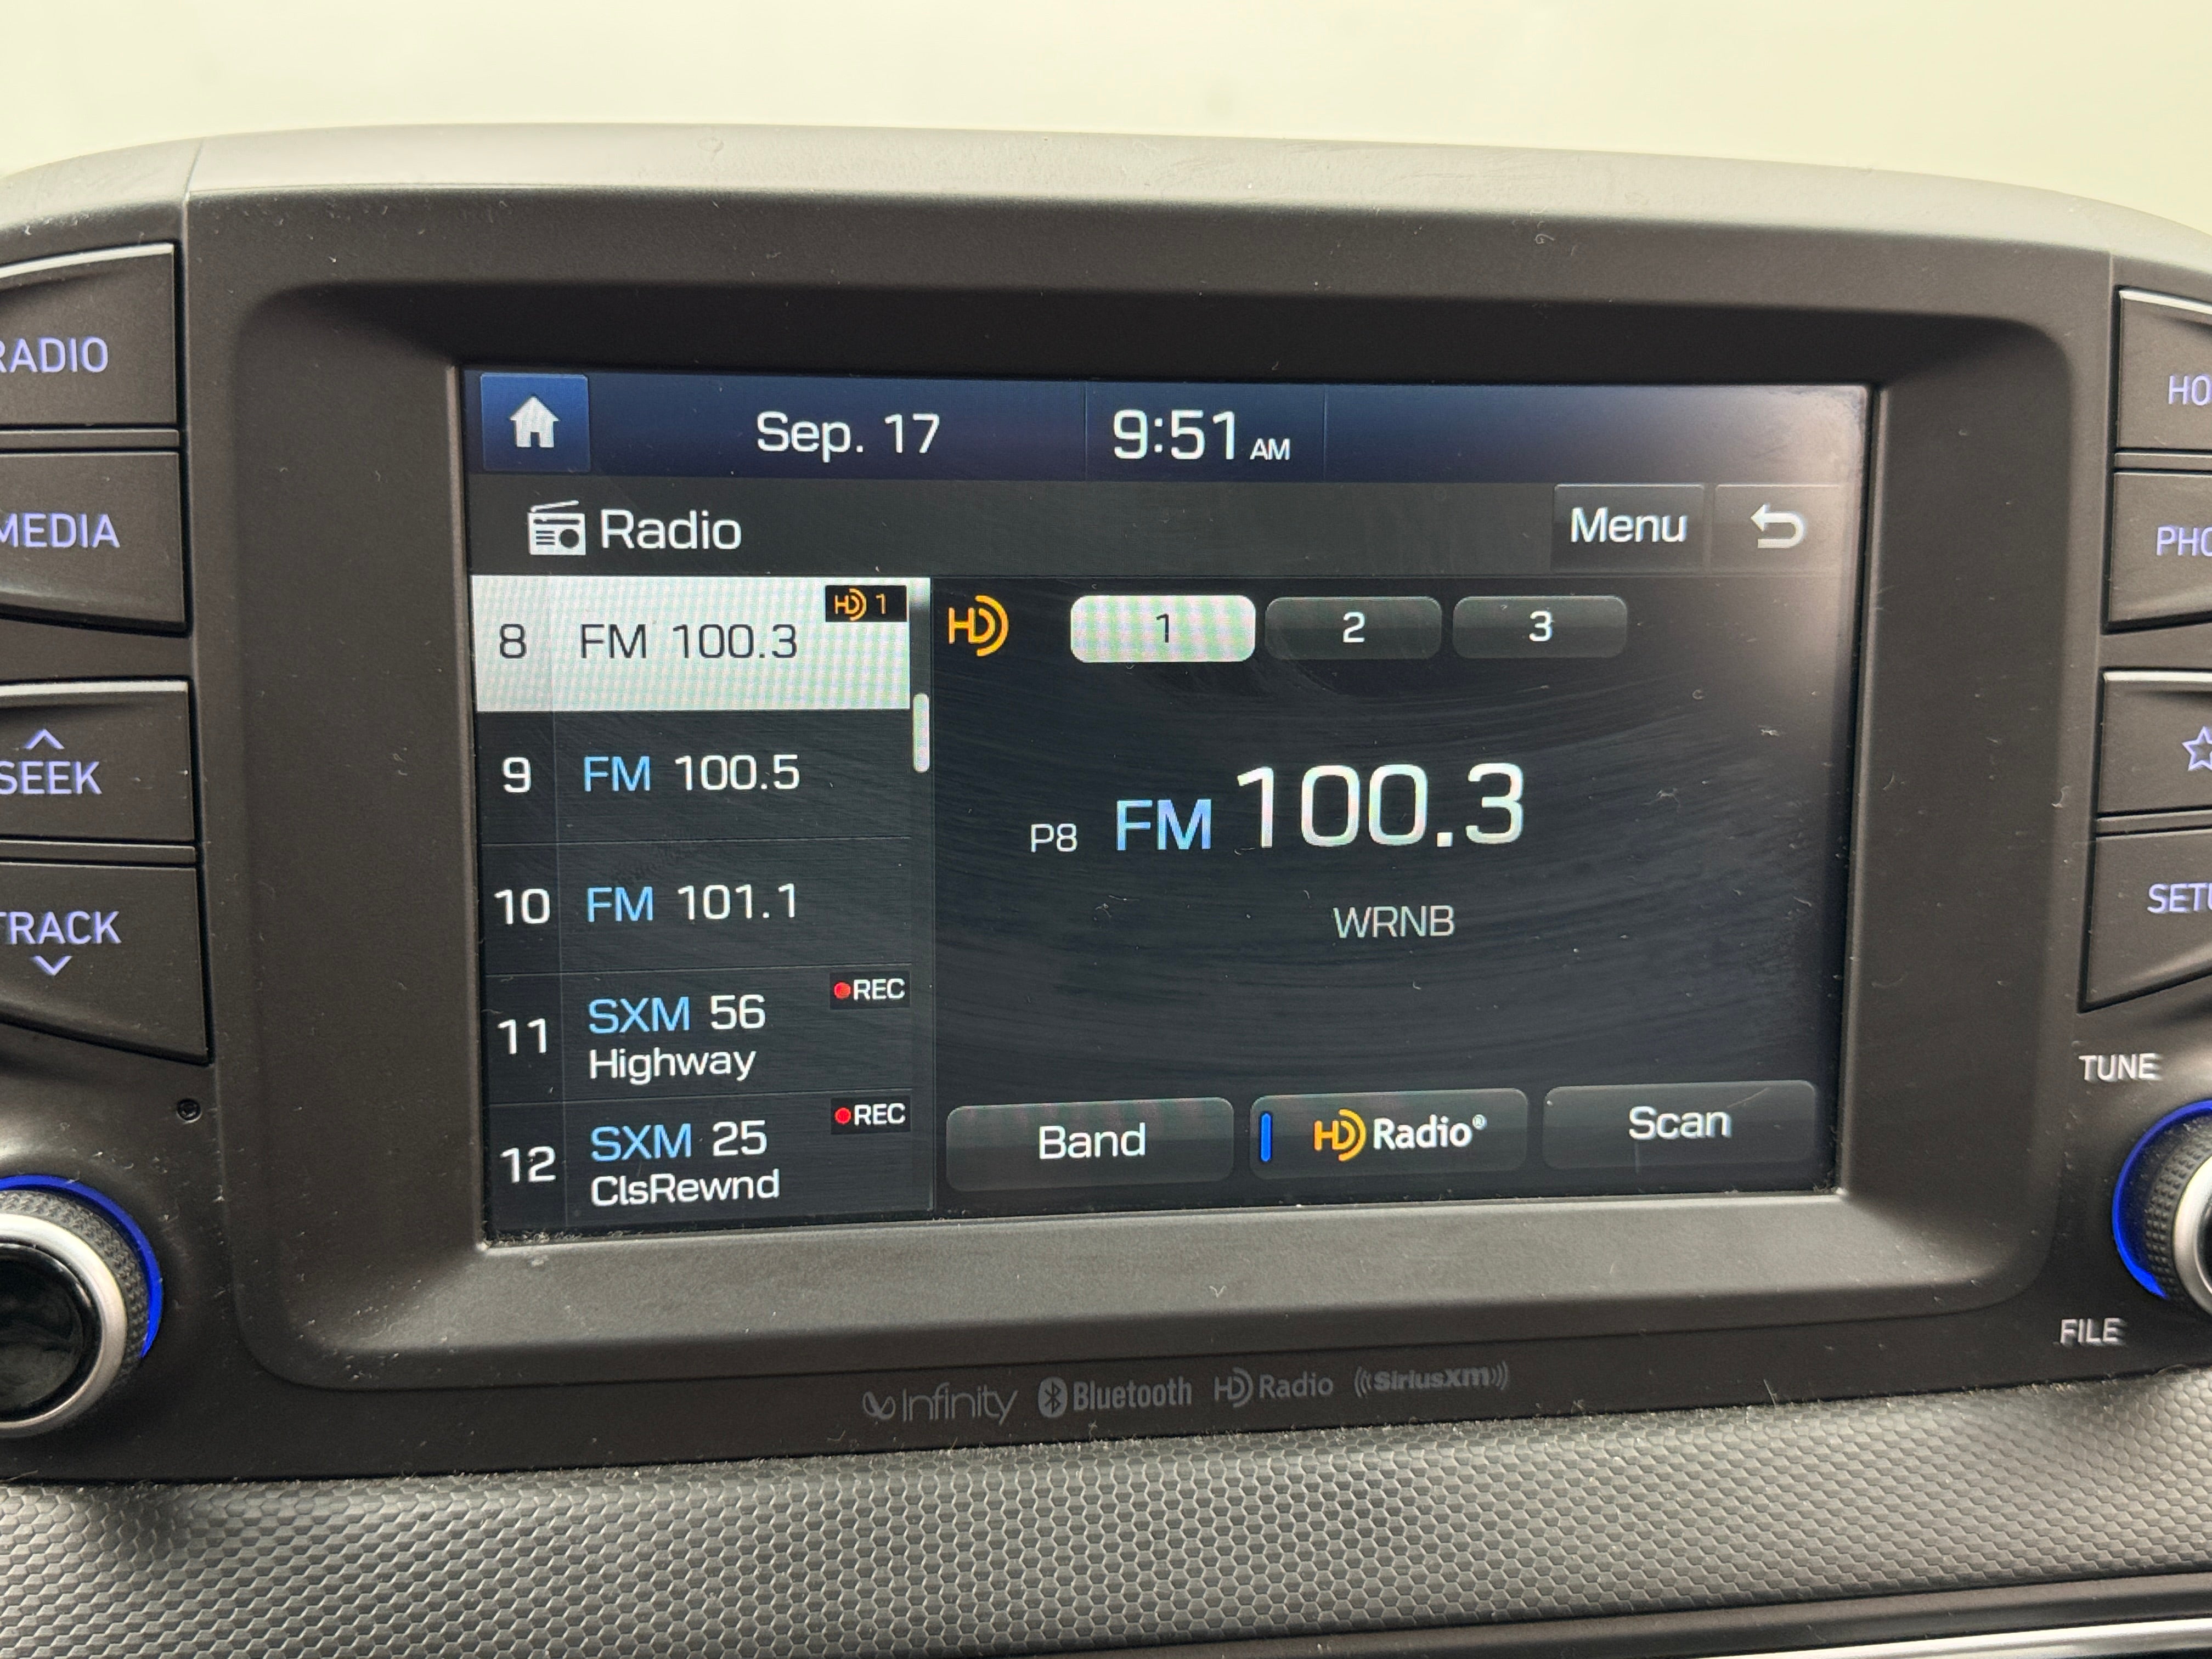 RADIO
MEDIA
SEEK
TRACK
Sep. 17 9:51 AM
Radio
Menu
8 FM 100.3 HD 1
9 FM 100.5
10 FM 101.1
11 SXM 56 REC
Highway
12 SXM 25 REC
ClsRewnd
HD 1 2 3
P8 FM 100.3
WRNB
Band
HD Radio®
Scan
HO
PHO
SETU
TUNE
FILE
Infinity Bluetooth HD Radio SiriusXM